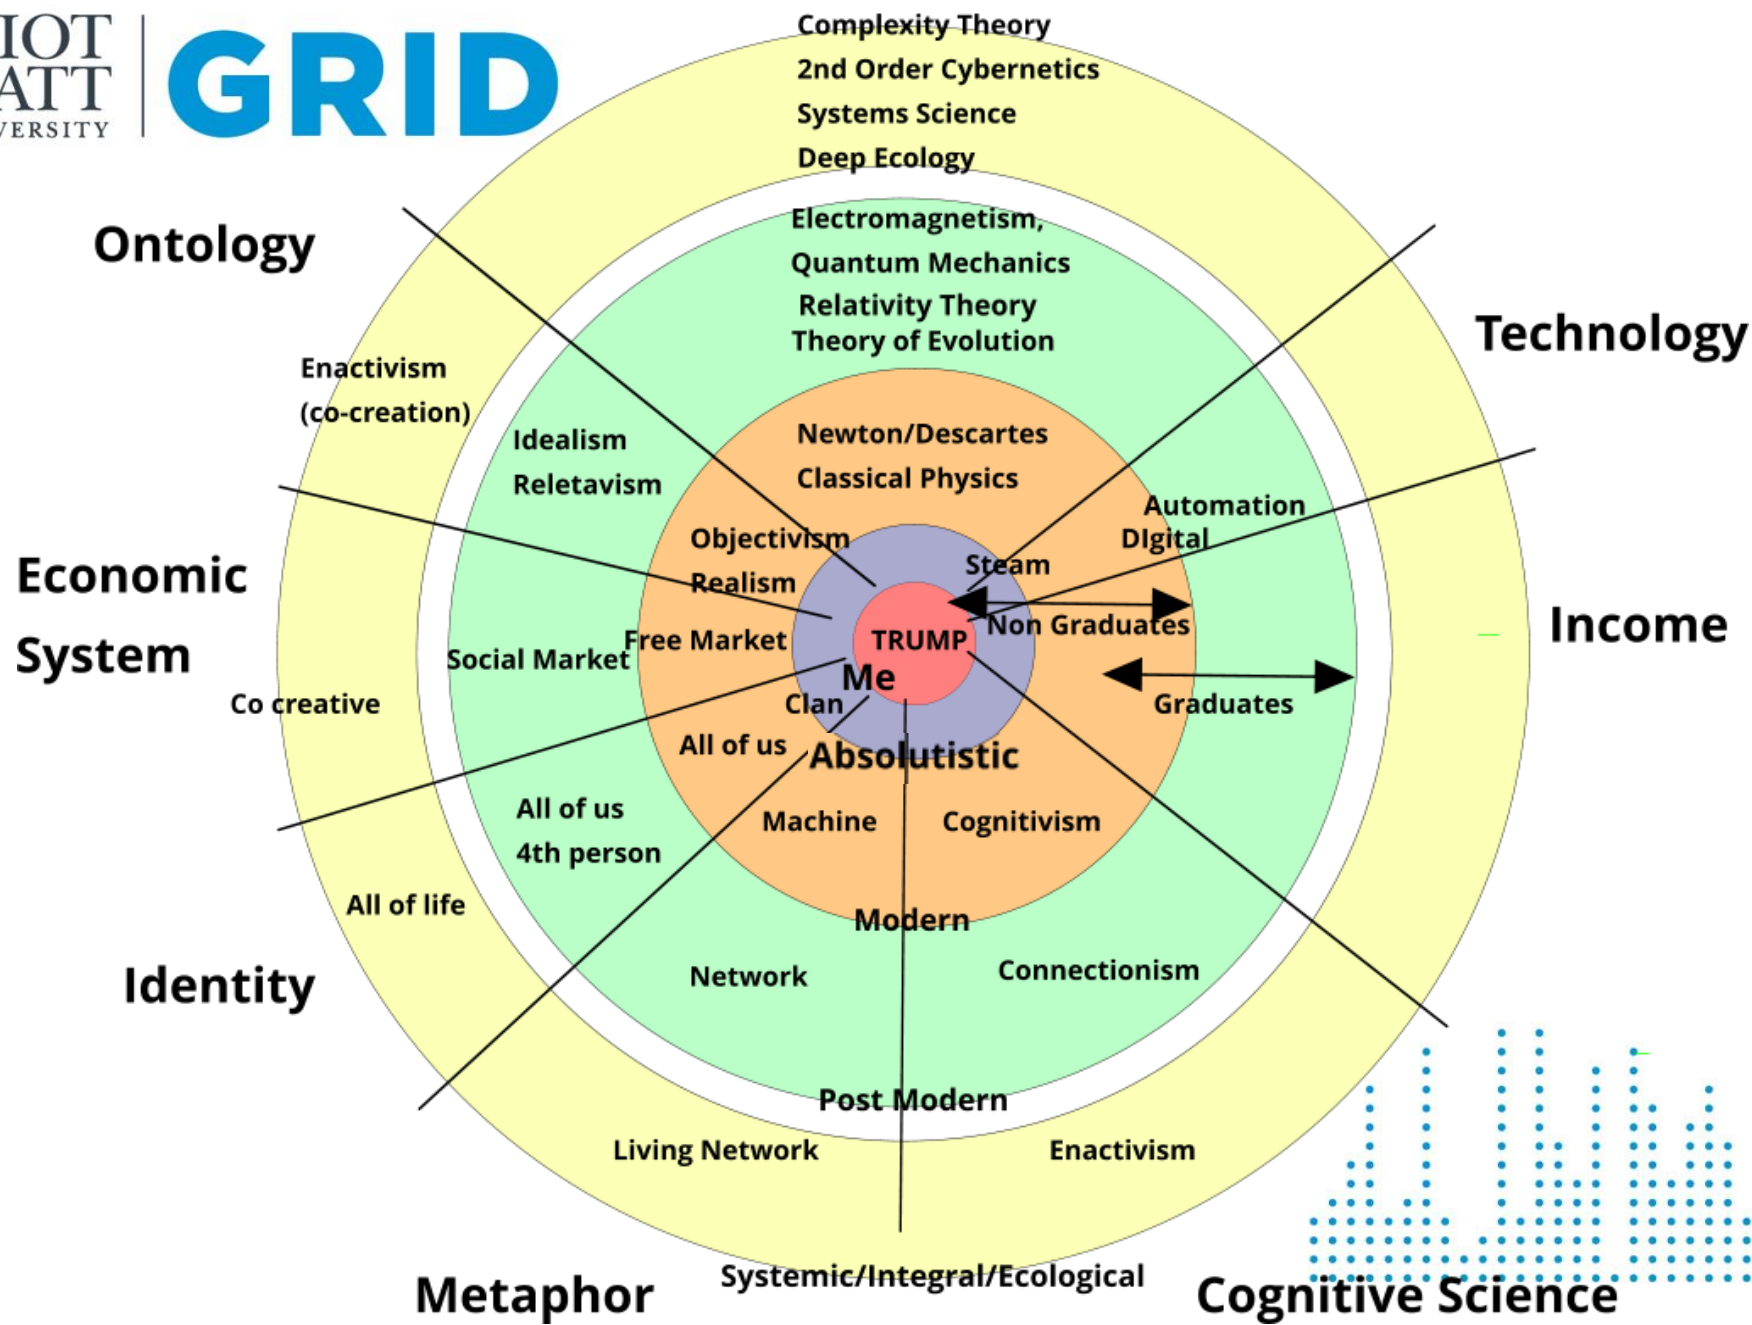 IOT
ATT
VERSITY
GRID
Complexity Theory
2nd Order Cybernetics
Systems Science
Deep Ecology
Electromagnetism,
Quantum Mechanics
Relativity Theory
Theory of Evolution
Newton/Descartes
Classical Physics
Ontology
Enactivism
(co-creation)
Idealism
Reletavism
Objectivism
Realism
Technology
Automation
DIgital
Steam
Economic
System
Co creative
Social Market
Free Market
TRUMP
Me
Clan
Absolutistic
Income
Non Graduates
Graduates
Identity
All of us
All of us
4th person
All of life
Machine
Cognitivism
Modern
Network
Connectionism
Post Modern
Living Network
Enactivism
Systemic/Integral/Ecological
Metaphor
Cognitive Science